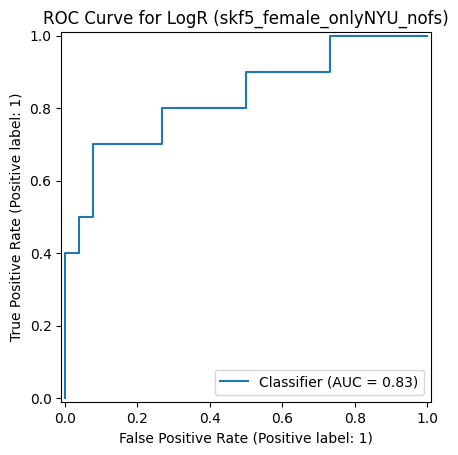 ROC Curve for LogR (skf5_female_onlyNYU_nofs)
True Positive Rate (Positive label: 1)
1.0
0.8
0.6
0.4
0.2
0.0
Classifier (AUC = 0.83)
0.0 0.2 0.4 0.6 0.8 1.0
False Positive Rate (Positive label: 1)